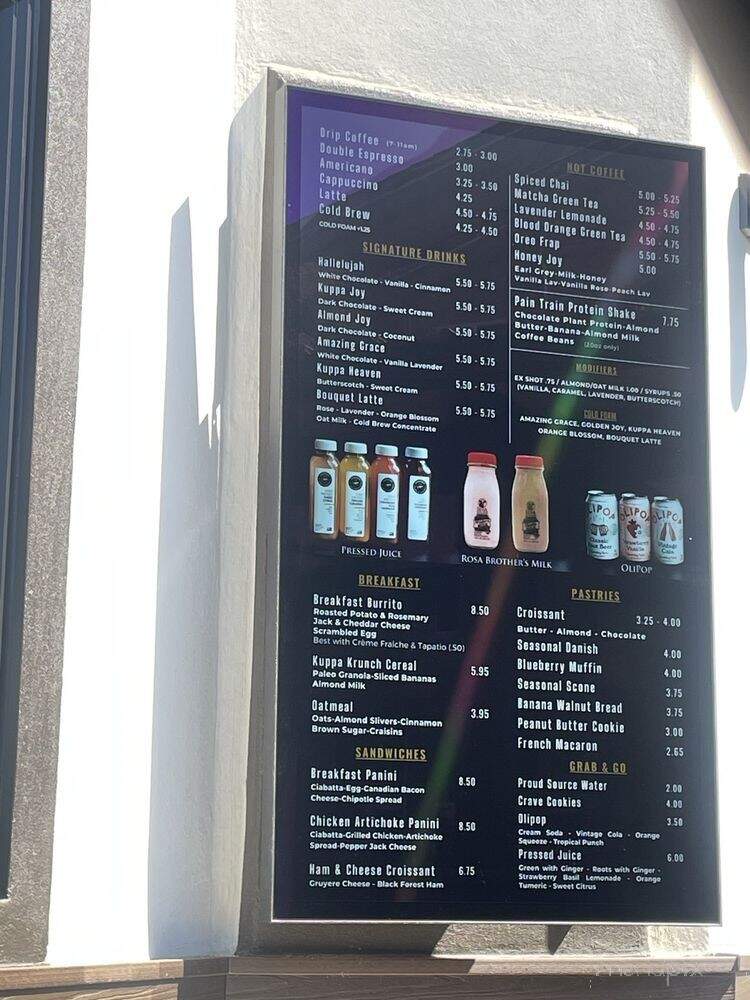 Drip Coffee (7-11am) 2.75 - 3.00
Double Espresso 3.00
Americano 3.25 - 3.50
Cappuccino 4.25
Latte 4.50 - 4.75
Cold Brew 4.25 - 4.50
COLD FOAM +1.25
SIGNATURE DRINKS
Hallelujah 5.50 - 5.75
White Chocolate - Vanilla - Cinnamon
Kuppa Joy 5.50 - 5.75
Dark Chocolate - Sweet Cream
Almond Joy 5.50 - 5.75
Dark Chocolate - Coconut
Amazing Grace 5.50 - 5.75
White Chocolate - Vanilla Lavender
Kuppa Heaven 5.50 - 5.75
Butterscotch - Sweet Cream
Bouquet Latte 5.50 - 5.75
Rose - Lavender - Orange Blossom
Oat Milk - Cold Brew Concentrate
NOT COFFEE
Spiced Chai 5.00 - 5.25
Matcha Green Tea 5.25 - 5.50
Lavender Lemonade 4.50 - 4.75
Blood Orange Green Tea 4.50 - 4.75
Oreo Frap 5.50 - 5.75
Honey Joy 5.00
Earl Grey-Milk-Honey
Vanilla Lav-Vanilla Rose-Peach Lav
Pain Train Protein Shake 7.75
Chocolate Plant Protein-Almond
Butter-Banana-Almond Milk
Coffee Beans (20oz only)
MODIFIERS
EX SHOT .75 / ALMOND/OAT MILK 1.00 / SYRUPS .50
(VANILLA, CARAMEL, LAVENDER, BUTTERSCOTCH)
COLD FOAM
AMAZING GRACE, GOLDEN JOY, KUPPA HEAVEN
ORANGE BLOSSOM, BOUQUET LATTE
OLIPOP
OLIPOP
OLIPOP
PRESSED JUICE
ROSA BROTHER'S MILK
OLIPOP
BREAKFAST
Breakfast Burrito 8.50
Roasted Potato & Rosemary
Jack & Cheddar Cheese
Scrambled Egg
Best with Crème Fraiche & Tapatio (.50)
Kuppa Krunch Cereal 5.95
Paleo Granola-Sliced Bananas
Almond Milk
Oatmeal 3.95
Oats-Almond Slivers-Cinnamon
Brown Sugar-Craisins
SANDWICHES
Breakfast Panini 8.50
Ciabatta-Egg-Canadian Bacon
Cheese-Chipotle Spread
Chicken Artichoke Panini 8.50
Ciabatta-Grilled Chicken-Artichoke
Spread-Pepper Jack Cheese
Ham & Cheese Croissant 6.75
Gruyere Cheese - Black Forest Ham
PASTRIES
Croissant 3.25 - 4.00
Butter - Almond - Chocolate
Seasonal Danish 4.00
Blueberry Muffin 4.00
Seasonal Scone 3.75
Banana Walnut Bread 3.75
Peanut Butter Cookie 3.00
French Macaron 2.65
GRAB & GO
Proud Source Water 2.00
Crave Cookies 4.00
Olipop 3.50
Cream Soda - Vintage Cola - Orange
Squeeze - Tropical Punch
Pressed Juice 6.00
Green with Ginger - Roots with Ginger -
Strawberry Basil Lemonade - Orange
Tumeric - Sweet Citrus